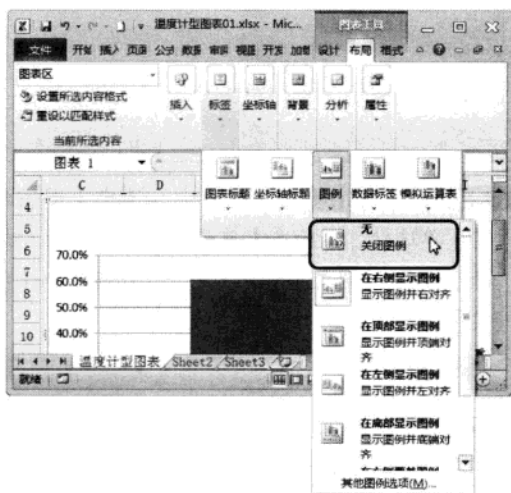 温度计型图表01.xlsx - Mic...
图表工具
文件 开始 插入 页面 公式 数据 审阅 视图 开发 加载 设计 布局 格式
图表区
设置所选内容格式
重设以匹配样式
当前所选内容
插入 标签 坐标轴 背景 分析 属性
图表 1
图表标题 坐标轴标题 图例 数据标签 模拟运算表
C D I
4
5
6
7
8
9
10
70.0%
60.0%
50.0%
40.0%
无
关闭图例
在右侧显示图例
显示图例并右对齐
在顶部显示图例
显示图例并顶端对
齐
在左侧显示图例
显示图例并左对齐
在底部显示图例
显示图例并底端对
齐
其他图例选项(M)...
温度计型图表 Sheet2 Sheet3
就绪